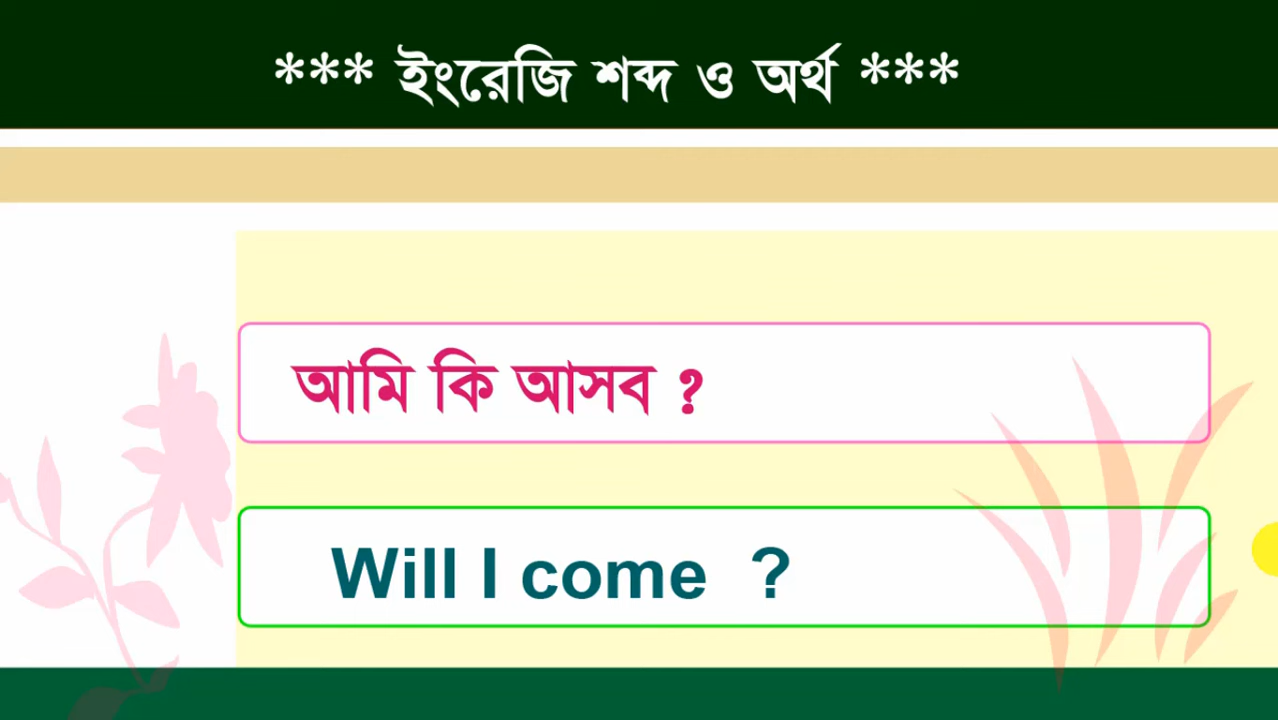 *** ইংরেজি শব্দ ও অর্থ ***
আমি কি আসব ?
Will I come ?